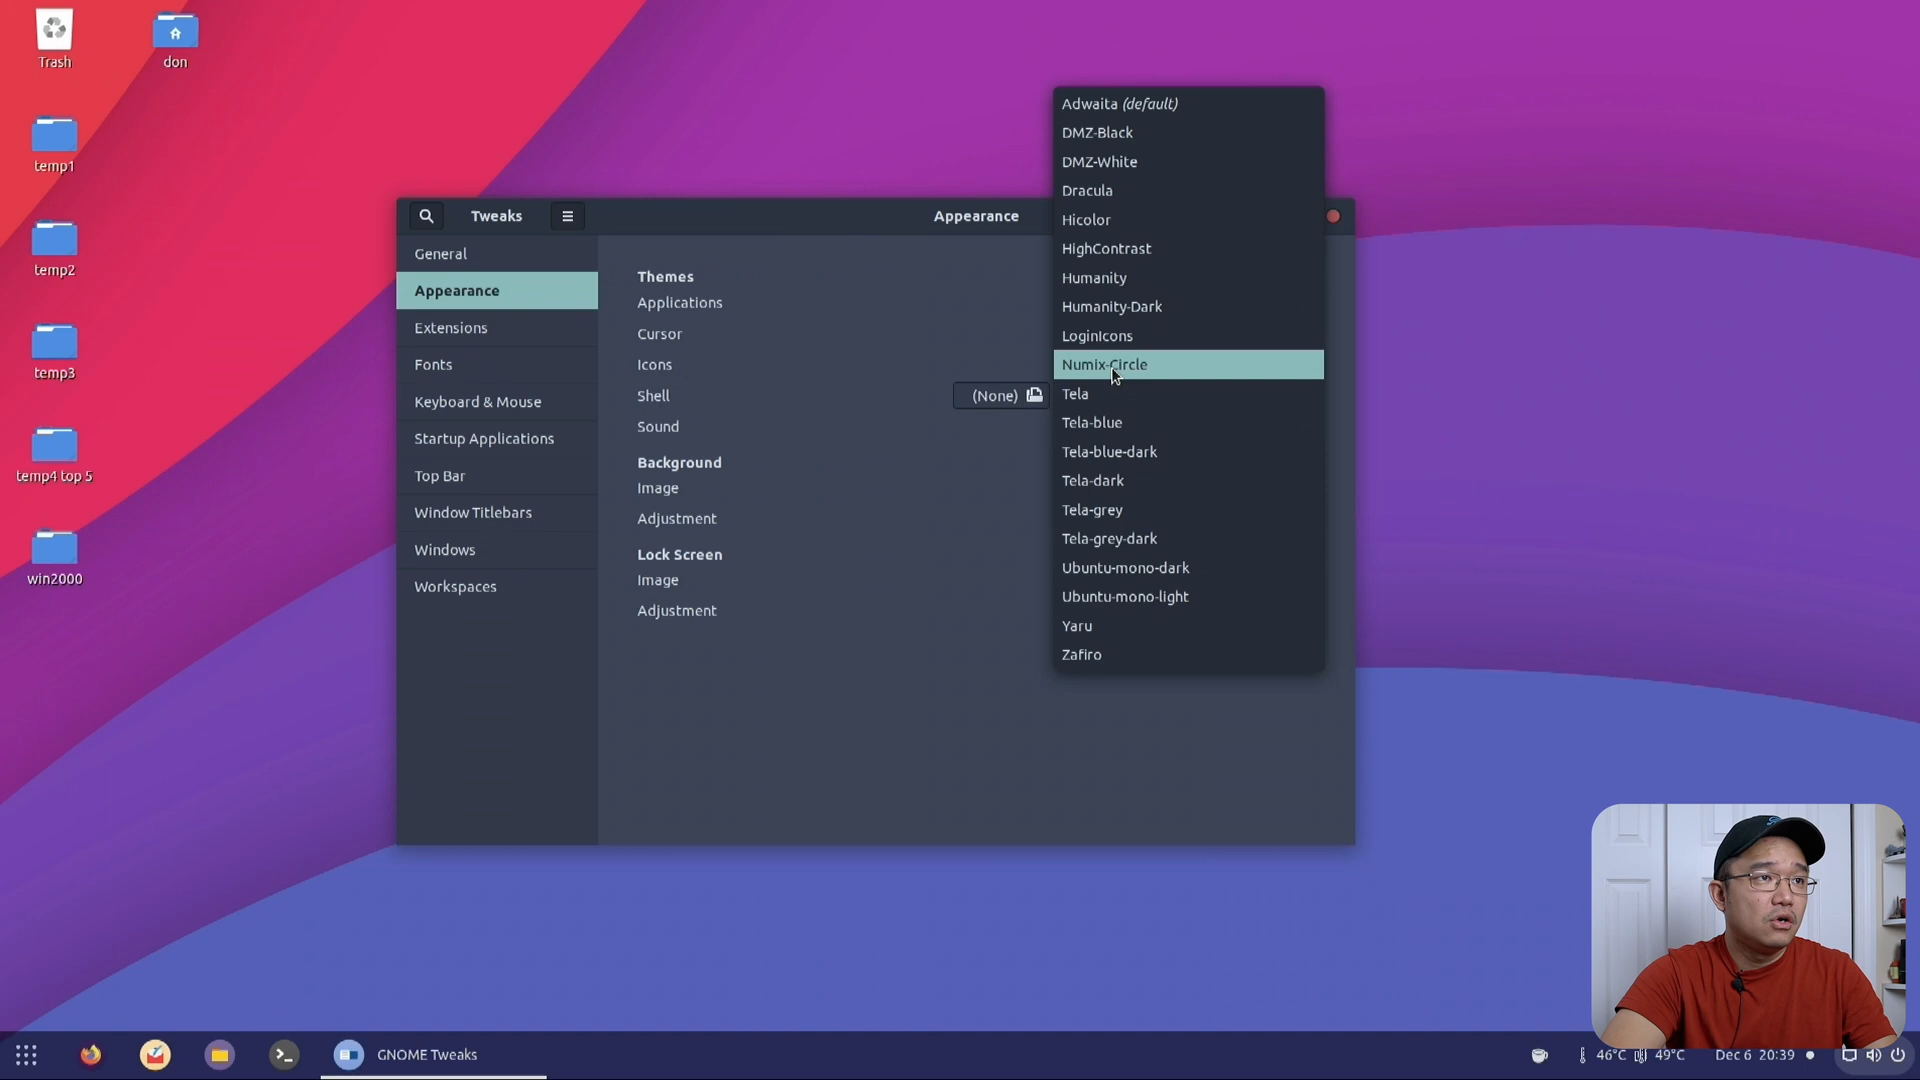 Trash
don
temp1
temp2
temp3
temp4 top 5
win2000
Tweaks
Appearance
General
Appearance
Extensions
Fonts
Keyboard & Mouse
Startup Applications
Top Bar
Window Titlebars
Windows
Workspaces
Themes
Applications
Cursor
Icons
Shell
(None)
Sound
Background
Image
Adjustment
Lock Screen
Image
Adjustment
Adwaita (default)
DMZ-Black
DMZ-White
Dracula
Hicolor
HighContrast
Humanity
Humanity-Dark
LoginIcons
Numix-Circle
Tela
Tela-blue
Tela-blue-dark
Tela-dark
Tela-grey
Tela-grey-dark
Ubuntu-mono-dark
Ubuntu-mono-light
Yaru
Zafiro
GNOME Tweaks
46°C
49°C
Dec 6 20:39